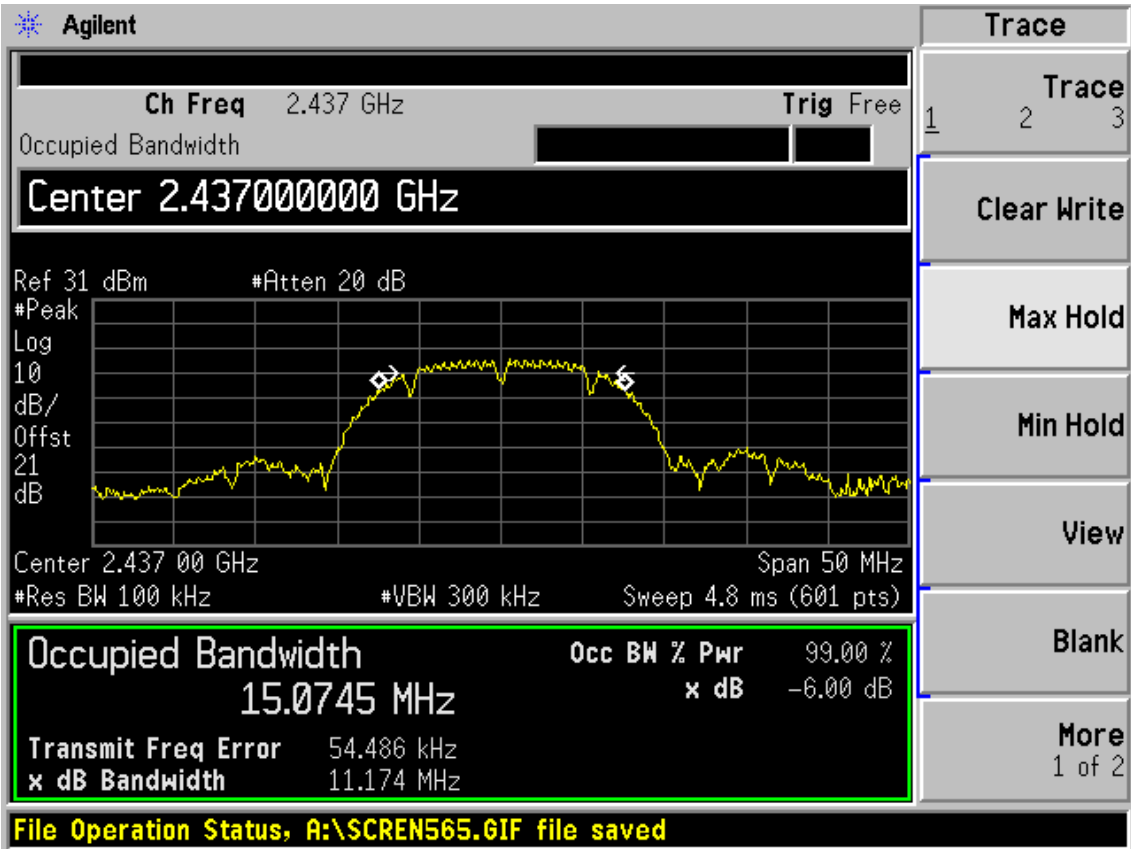 Agilent
Trace
Ch Freq 2.437 GHz Trig Free
Occupied Bandwidth
Center 2.437000000 GHz
Ref 31 dBm #Atten 20 dB
#Peak
Log
10
dB/
Offst
21
dB
Center 2.437 00 GHz Span 50 MHz
#Res BW 100 kHz #VBW 300 kHz Sweep 4.8 ms (601 pts)
Occupied Bandwidth
15.0745 MHz
Occ BW % Pwr 99.00 %
x dB -6.00 dB
Transmit Freq Error 54.486 kHz
x dB Bandwidth 11.174 MHz
File Operation Status, A:\SCREN565.GIF file saved
Trace
1 2 3
Clear Write
Max Hold
Min Hold
View
Blank
More
1 of 2